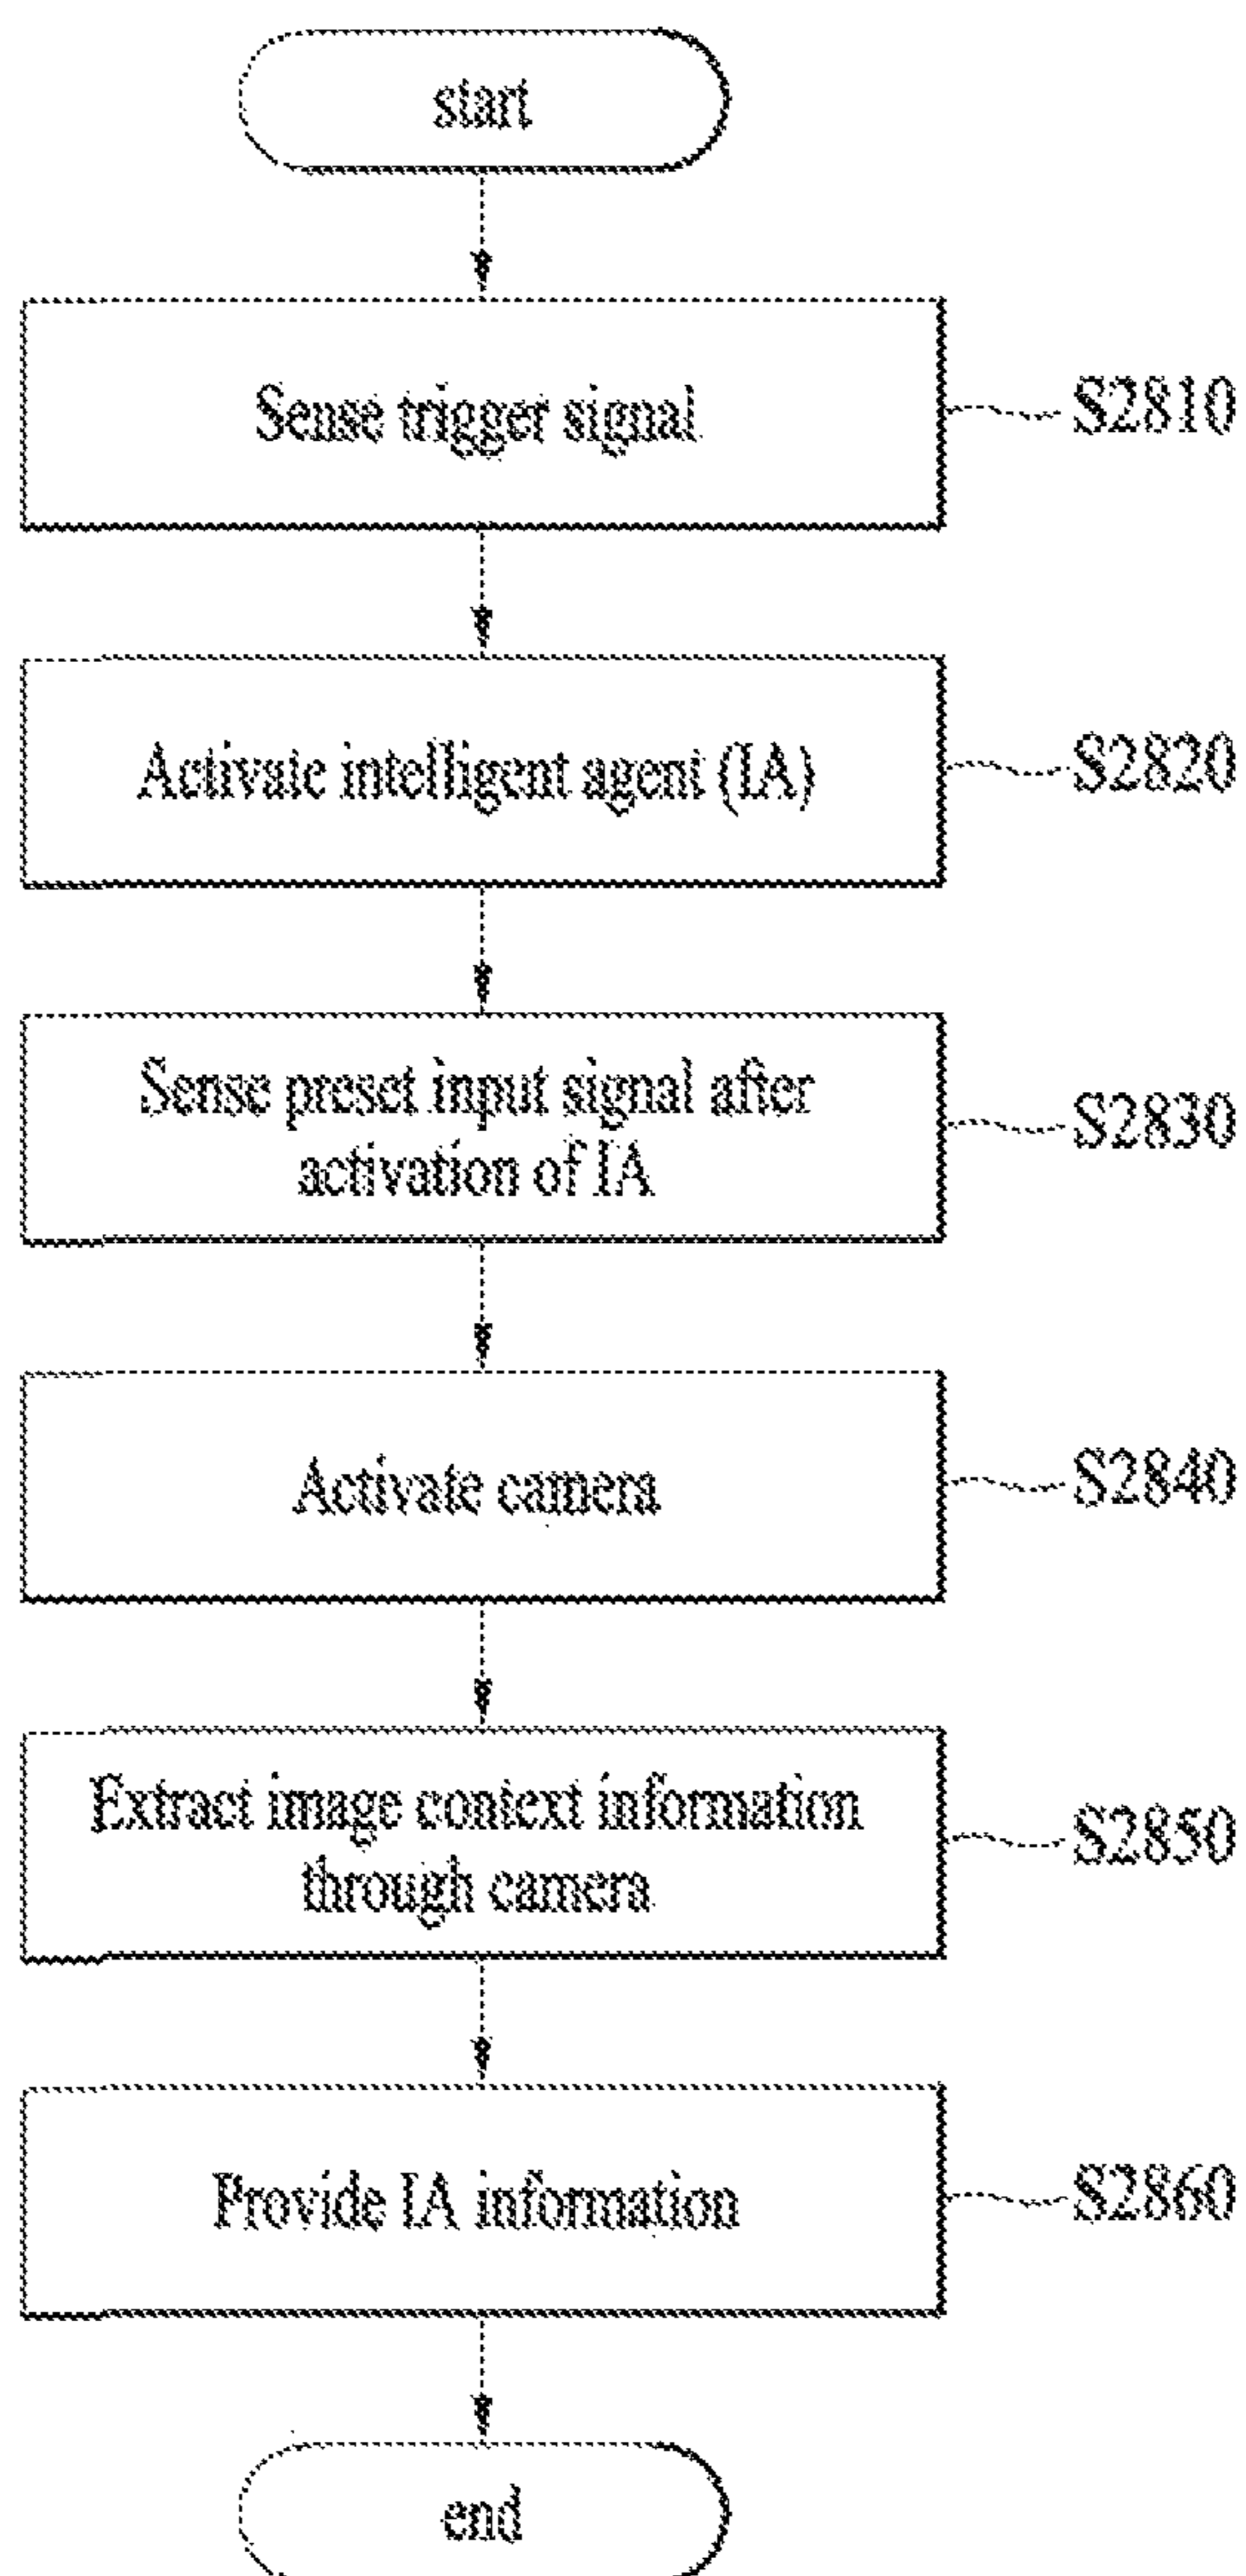 start
Sense trigger signal
S2810
Activate intelligent agent (IA)
S2820
Sense preset input signal after
activation of IA
S2830
Activate camera
S2840
Extract image context information
through camera
S2850
Provide IA information
S2860
end